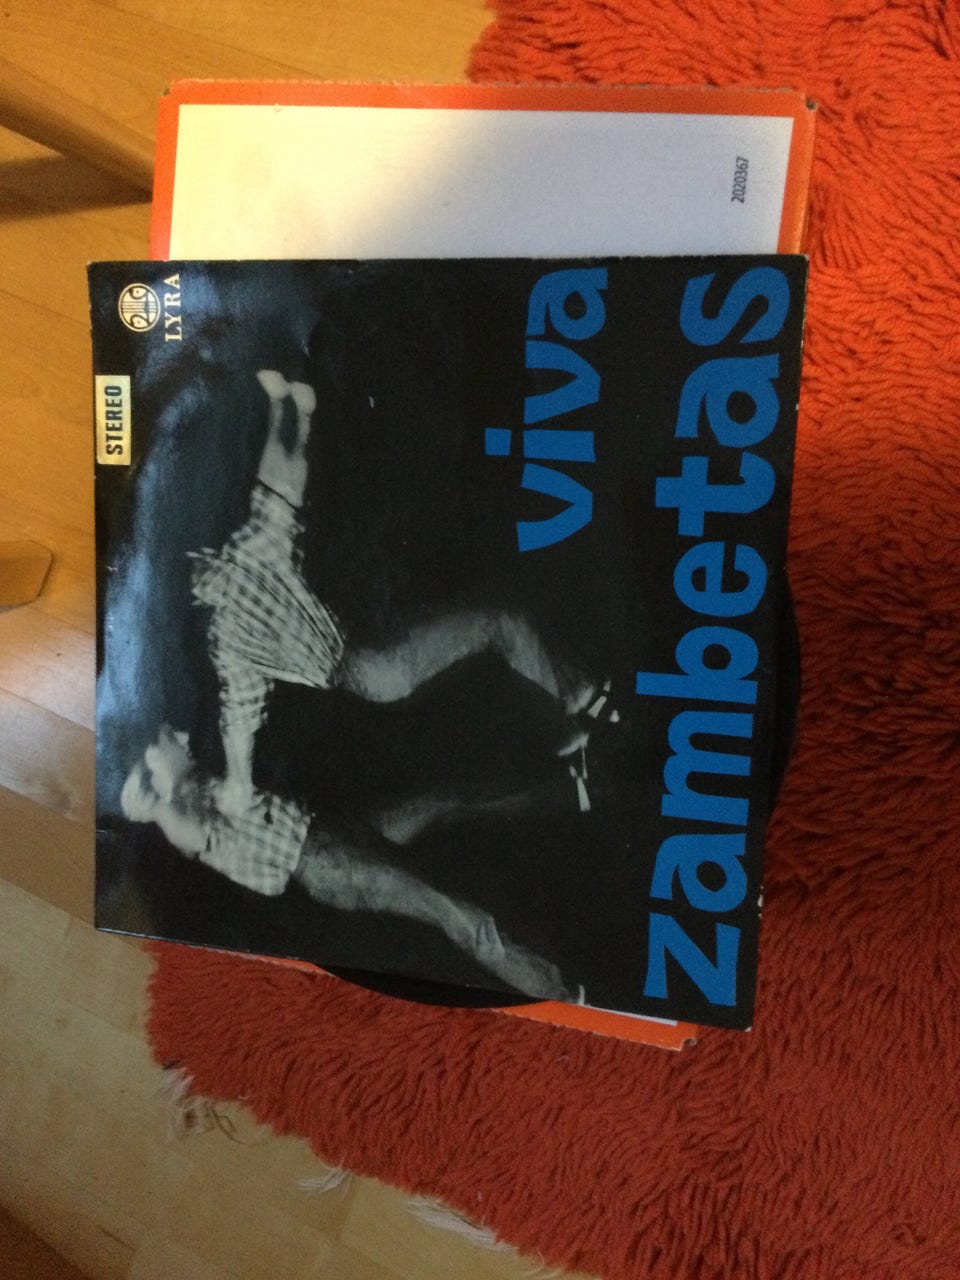 LYRA
STEREO
viva
zambetas
2020367